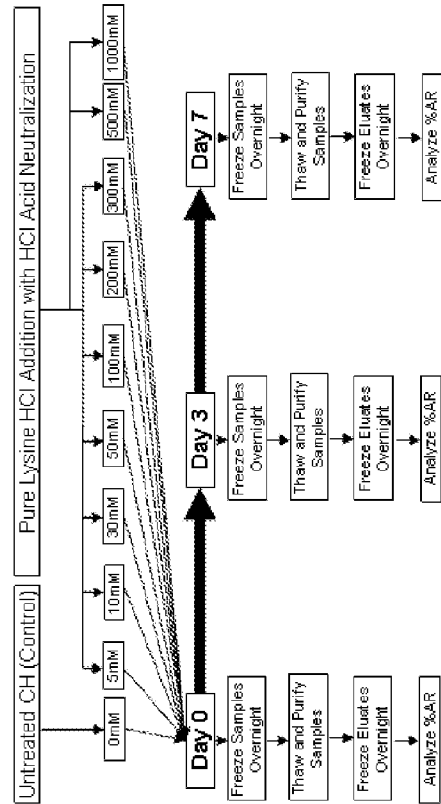 Untreated CH (Control)
Pure Lysine HCl Addition with HCl Acid Neutralization
0mM
5mM
10mM
30mM
50mM
100mM
200mM
300mM
500mM
1000mM
Day 0
Day 3
Day 7
Freeze Samples
Overnight
Thaw and Purify
Samples
Freeze Eluates
Overnight
Analyze %AR
Freeze Samples
Overnight
Thaw and Purify
Samples
Freeze Eluates
Overnight
Analyze %AR
Freeze Samples
Overnight
Thaw and Purify
Samples
Freeze Eluates
Overnight
Analyze %AR